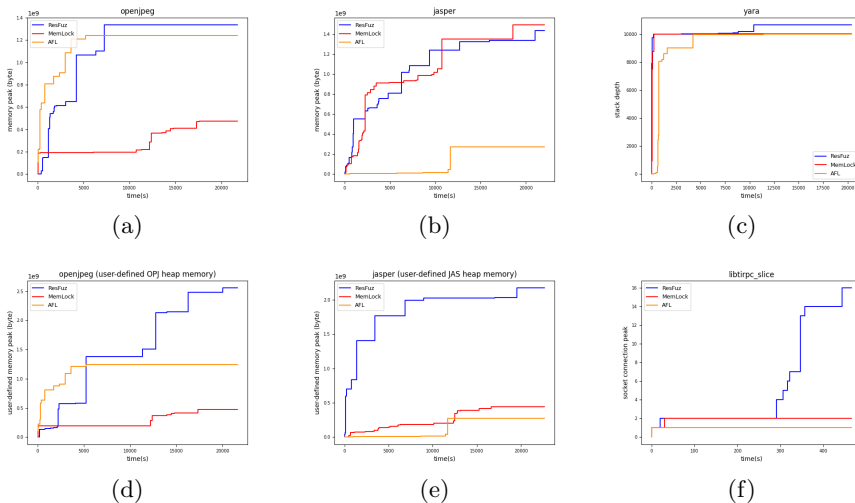 openjpeg
1e9
memory peak (byte)
1.4
1.2
1.0
0.8
0.6
0.4
0.2
0.0
0 5000 10000 15000 20000
time(s)
ResFuz
MemLock
AFL
(a)
jasper
1e9
memory peak (byte)
1.4
1.2
1.0
0.8
0.6
0.4
0.2
0.0
0 5000 10000 15000 20000
time(s)
ResFuz
MemLock
AFL
(b)
yara
stack depth
10000
8000
6000
4000
2000
0
0 2500 5000 7500 10000 12500 15000 17500 20000
time(s)
ResFuz
MemLock
AFL
(c)
openjpeg (user-defined OPJ heap memory)
1e9
user-defined memory peak (byte)
2.5
2.0
1.5
1.0
0.5
0.0
0 5000 10000 15000 20000
time(s)
ResFuz
MemLock
AFL
(d)
jasper (user-defined JAS heap memory)
1e9
user-defined memory peak (byte)
2.0
1.5
1.0
0.5
0.0
0 5000 10000 15000 20000
time(s)
ResFuz
MemLock
AFL
(e)
libtirpc_slice
socket connection peak
16
14
12
10
8
6
4
2
0
0 100 200 300 400
time(s)
ResFuz
MemLock
AFL
(f)